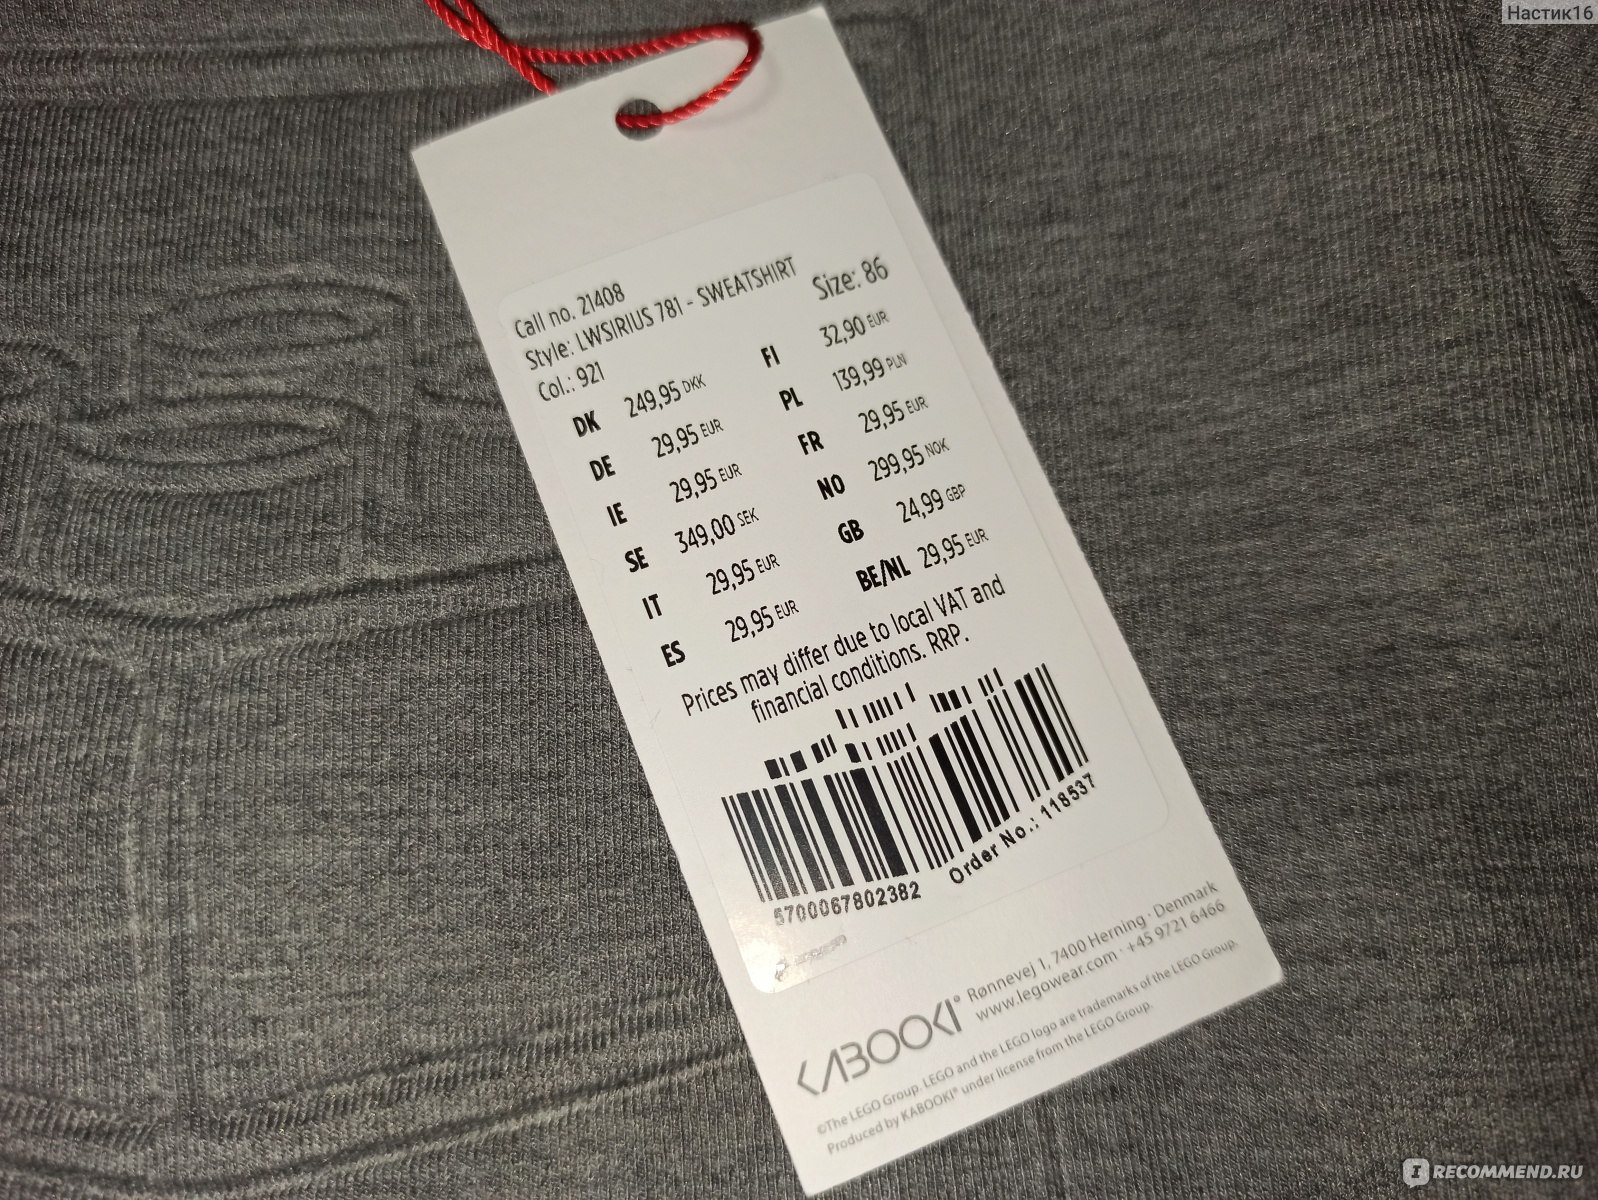 Настик16
Call no. 21408
Style: LWSIRIUS 781 - SWEATSHIRT Size: 86
Col.: 921
DK 249,95 DKK FI 32,90 EUR
DE 29,95 EUR PL 139,99 PLN
IE 29,95 EUR FR 29,95 EUR
SE 349,00 SEK NO 299,95 NOK
IT 29,95 EUR GB 24,99 GBP
ES 29,95 EUR BE/NL 29,95 EUR
Prices may differ due to local VAT and
financial conditions. RRP.
5700067802382 Order No.: 118537
KABOOKI® Rønnevej 1, 7400 Herning · Denmark
www.legowear.com · +45 9721 6466
©The LEGO Group. LEGO and the LEGO logo are trademarks of the LEGO Group.
Produced by KABOOKI® under license from the LEGO Group.
IRECOMMEND.RU